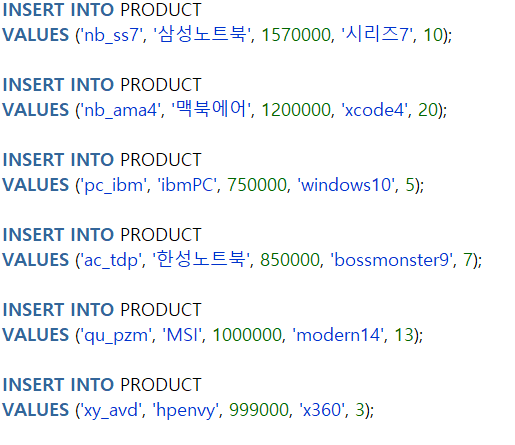 INSERT INTO PRODUCT
VALUES ('nb_ss7', '삼성노트북', 1570000, '시리즈7', 10);
INSERT INTO PRODUCT
VALUES ('nb_ama4', '맥북에어', 1200000, 'xcode4', 20);
INSERT INTO PRODUCT
VALUES ('pc_ibm', 'ibmPC', 750000, 'windows10', 5);
INSERT INTO PRODUCT
VALUES ('ac_tdp', '한성노트북', 850000, 'bossmonster9', 7);
INSERT INTO PRODUCT
VALUES ('qu_pzm', 'MSI', 1000000, 'modern14', 13);
INSERT INTO PRODUCT
VALUES ('xy_avd', 'hpenvy', 999000, 'x360', 3);